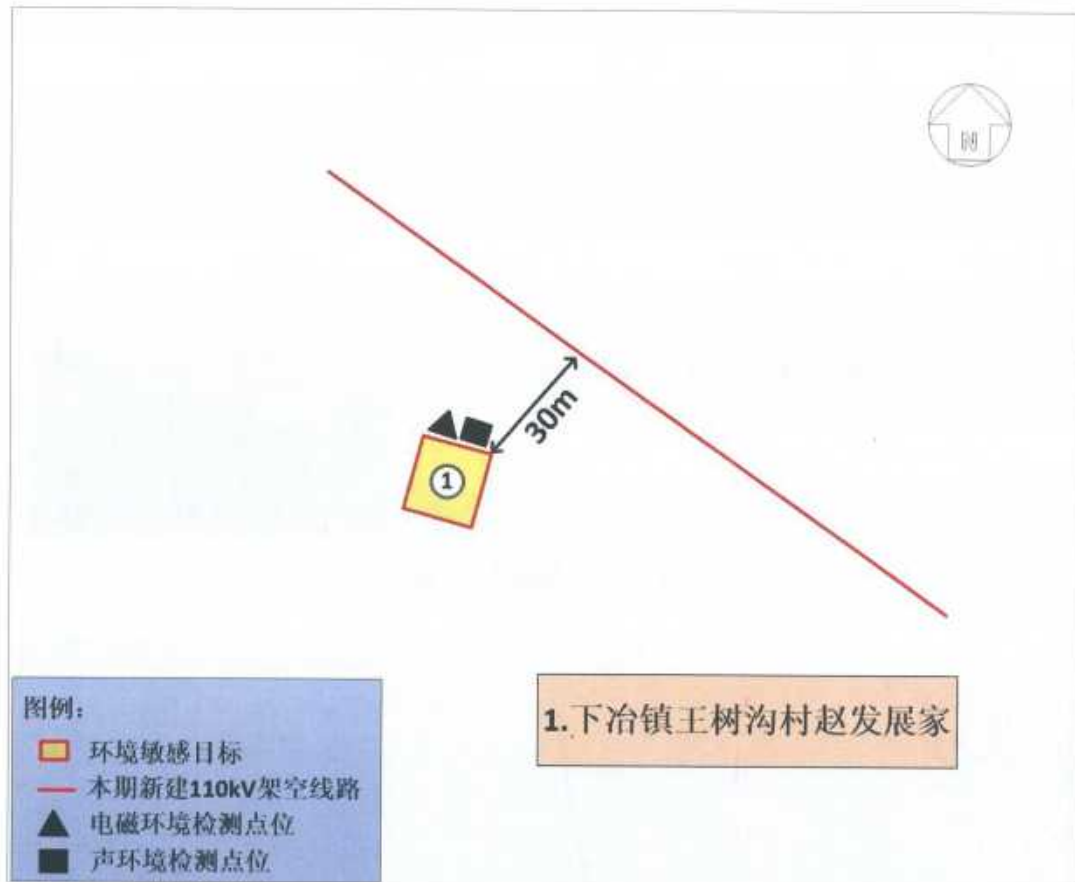 N
30m
①
图例：
环境敏感目标
本期新建110kV架空线路
电磁环境检测点位
声环境检测点位
1.下冶镇王树沟村赵发展家